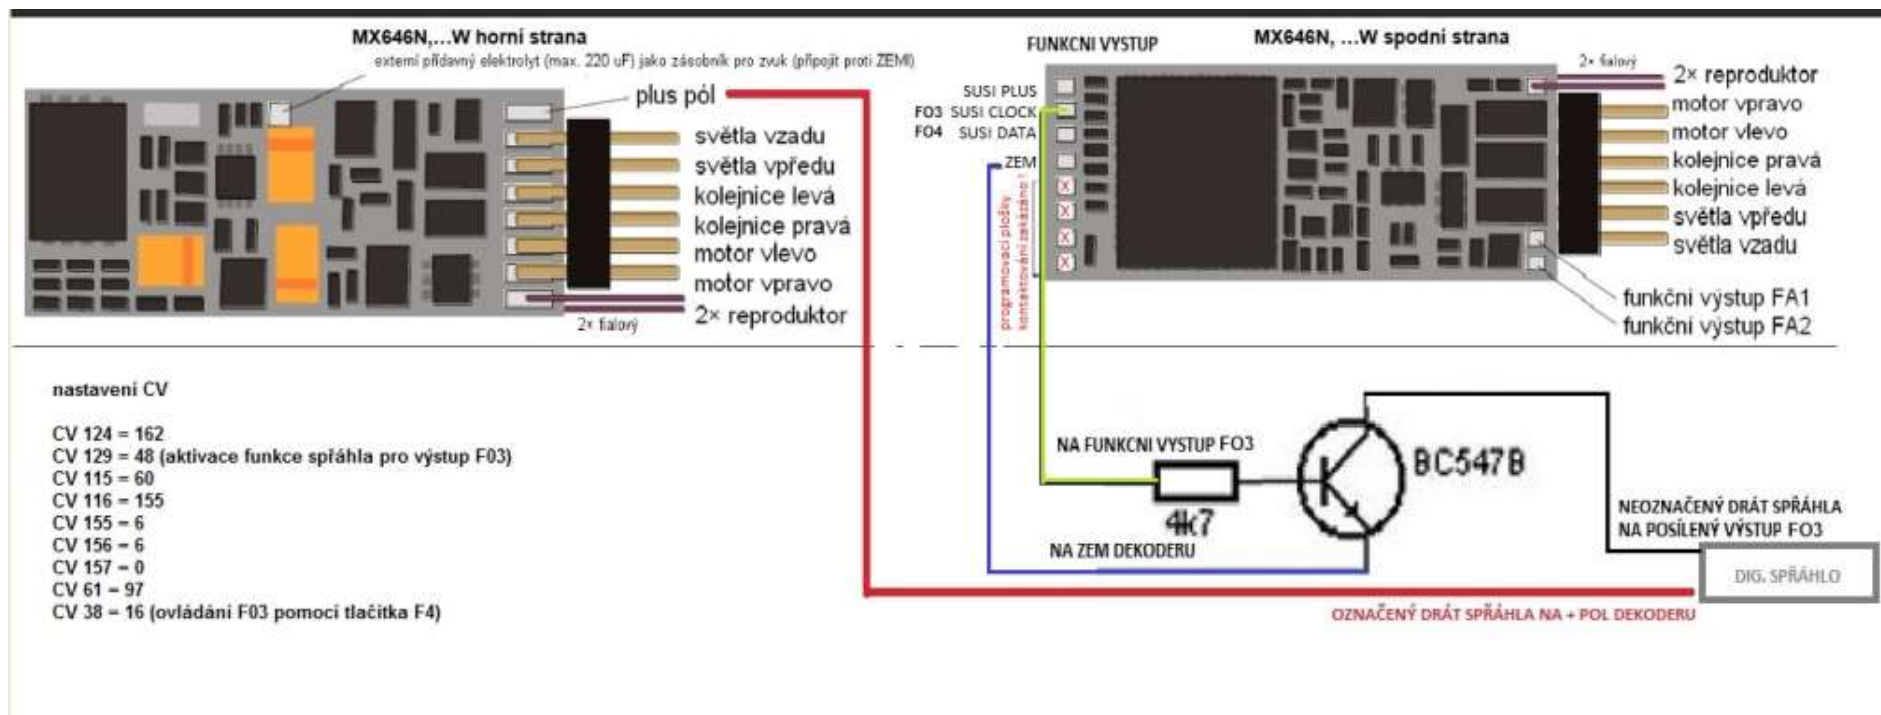 MX646N,...W horní strana
externí přídavný elektrolyt (max. 220 uF) jako zásobník pro zvuk (připojit proti ZEMI)
plus pól
světla vzadu
světla vpředu
kolejnice levá
kolejnice pravá
motor vlevo
motor vpravo
2× reproduktor
2× fialový
FUNKCNI VYSTUP
MX646N, ...W spodní strana
SUSI PLUS
FO3 SUSI CLOCK
FO4 SUSI DATA
ZEM
X
X
X
X
programovací plošky
kontaktování zakázáno !
2× fialový
2× reproduktor
motor vpravo
motor vlevo
kolejnice pravá
kolejnice levá
světla vpředu
světla vzadu
funkční výstup FA1
funkční výstup FA2
nastavení CV
CV 124 = 162
CV 129 = 48 (aktivace funkce spřáhla pro výstup F03)
CV 115 = 60
CV 116 = 155
CV 155 = 6
CV 156 = 6
CV 157 = 0
CV 61 = 97
CV 38 = 16 (ovládání F03 pomocí tlačítka F4)
NA FUNKCNI VYSTUP FO3
4k7
BC547B
NA ZEM DEKODERU
NEOZNAČENÝ DRÁT SPŘÁHLA
NA POSÍLENÝ VÝSTUP FO3
DIG. SPŘÁHLO
OZNAČENÝ DRÁT SPŘÁHLA NA + POL DEKODERU